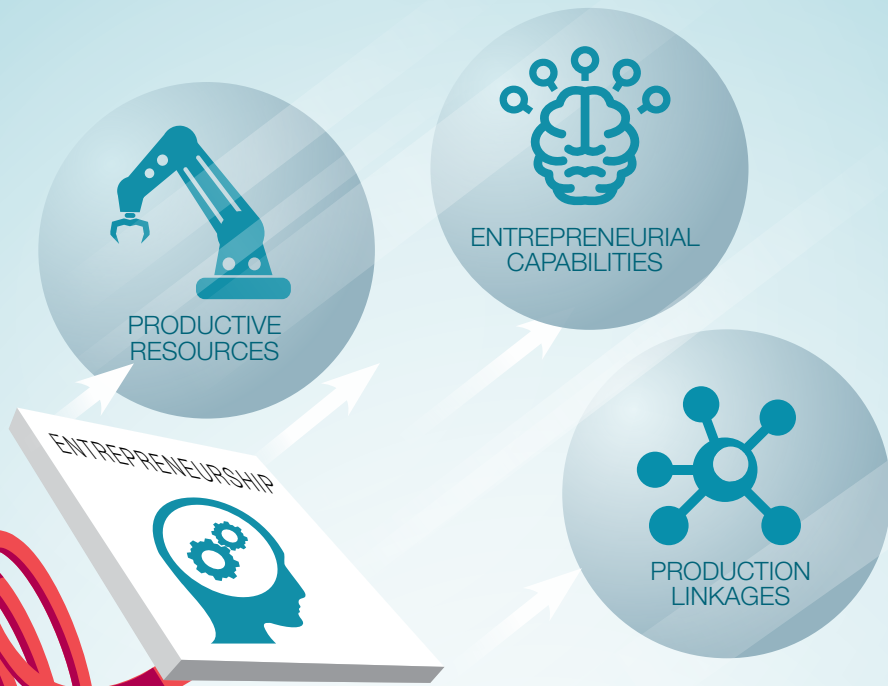 ENTREPRENEURIAL
CAPABILITIES
PRODUCTIVE
RESOURCES
ENTREPRENEURSHIP
PRODUCTION
LINKAGES